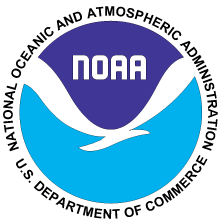 NATIONAL OCEANIC AND ATMOSPHERIC ADMINISTRATION
NOAA
U.S. DEPARTMENT OF COMMERCE